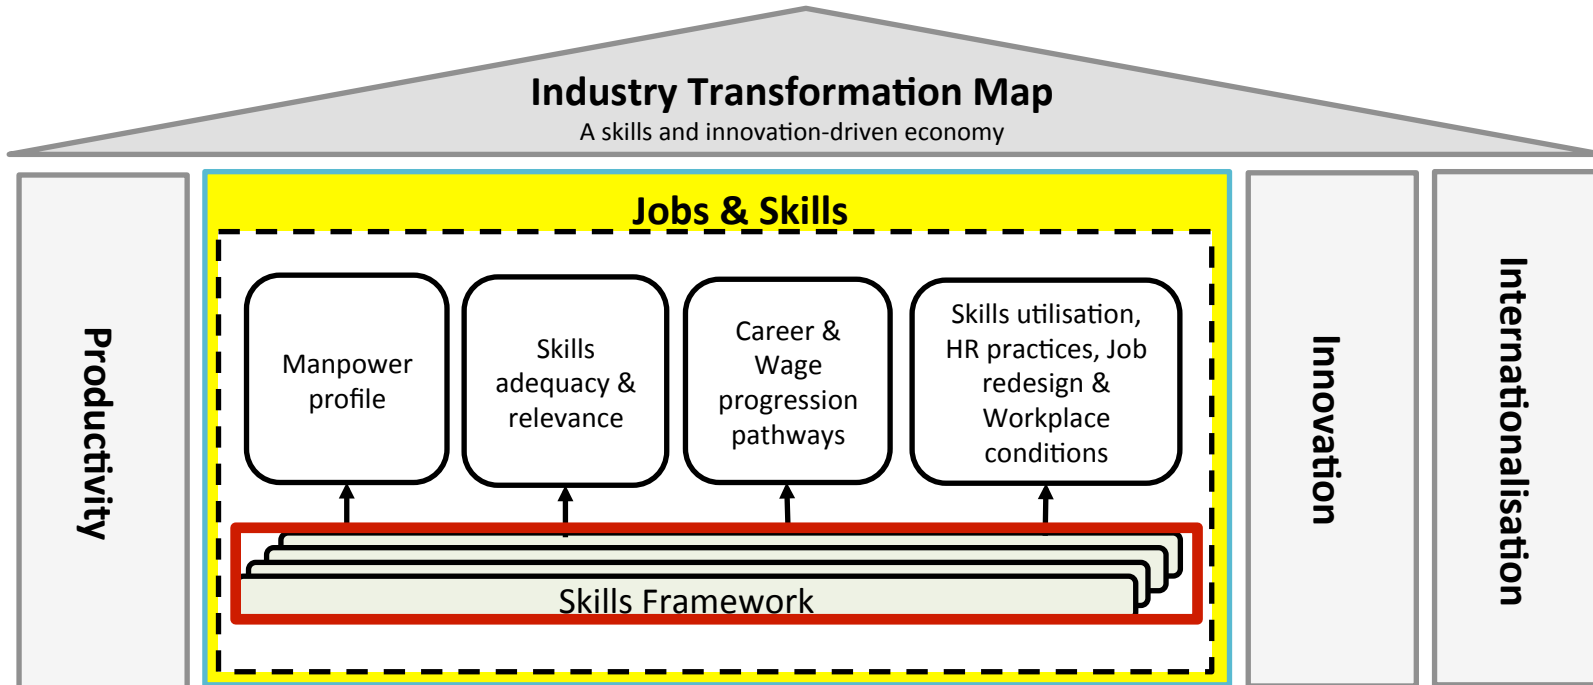 Industry Transformation Map
A skills and innovation-driven economy
Productivity
Jobs & Skills
Manpower
profile
Skills
adequacy &
relevance
Career &
Wage
progression
pathways
Skills utilisation,
HR practices, Job
redesign &
Workplace
conditions
Skills Framework
Innovation
Internationalisation